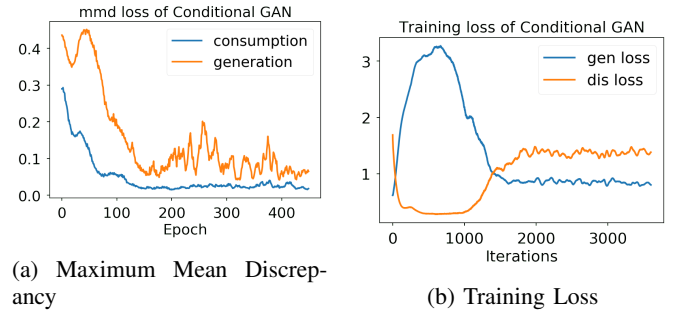 mmd loss of Conditional GAN
consumption
generation
0.4
0.3
0.2
0.1
0.0
0 100 200 300 400
Epoch
(a) Maximum Mean Discrep-
ancy
Training loss of Conditional GAN
gen loss
dis loss
3
2
1
0 1000 2000 3000
Iterations
(b) Training Loss